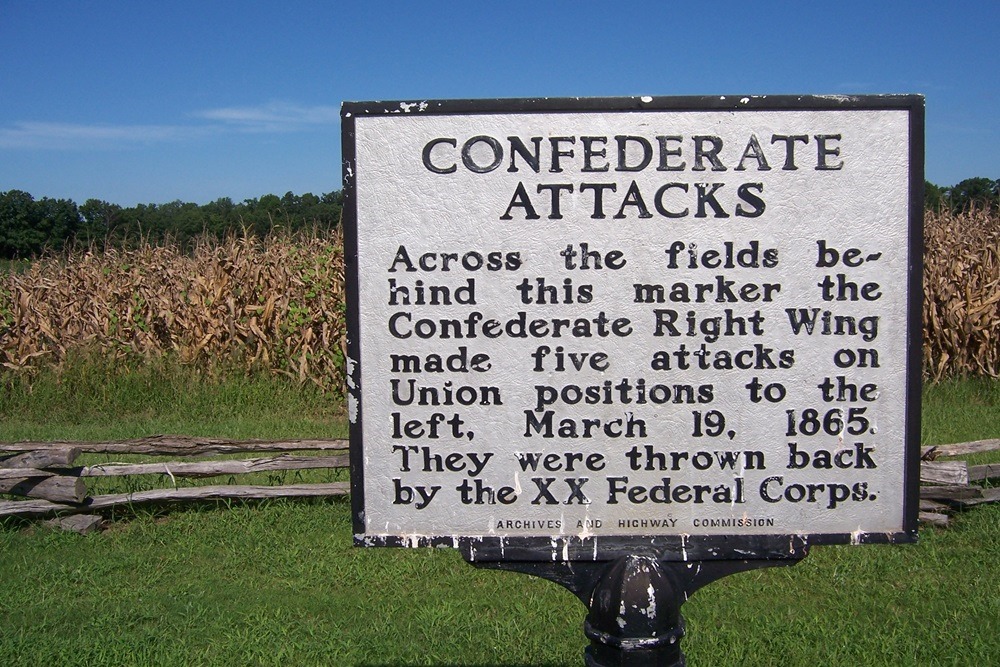 CONFEDERATE
ATTACKS
Across the fields be-
hind this marker the
Confederate Right Wing
made five attacks on
Union positions to the
left, March 19, 1865.
They were thrown back
by the XX Federal Corps.
ARCHIVES AND HIGHWAY COMMISSION